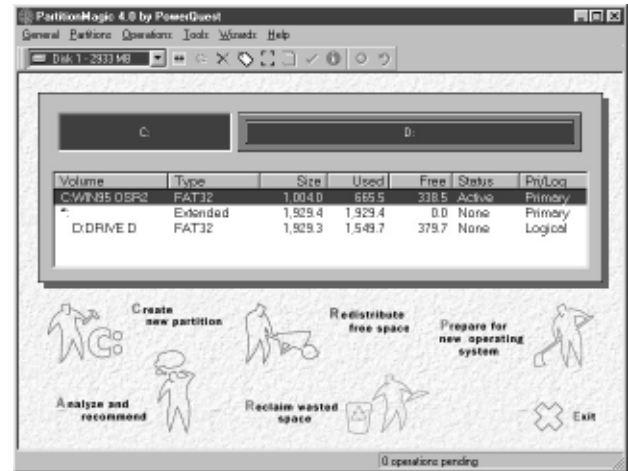 PartitionMagic 4.0 by PowerQuest
General Partitions Operations Tools Wizards Help
Disk 1 - 2933 MB
C:
D:
Volume Type Size Used Free Status Pri/Log
C:WIN95 OSR2 FAT32 1,004.0 665.5 338.5 Active Primary
*: Extended 1,929.4 1,929.4 0.0 None Primary
D:DRIVE D FAT32 1,929.3 1,549.7 379.7 None Logical
Create
new partition
Redistribute
free space
Prepare for
new operating
system
C:
Analyze and
recommend
Reclaim wasted
space
Exit
0 operations pending